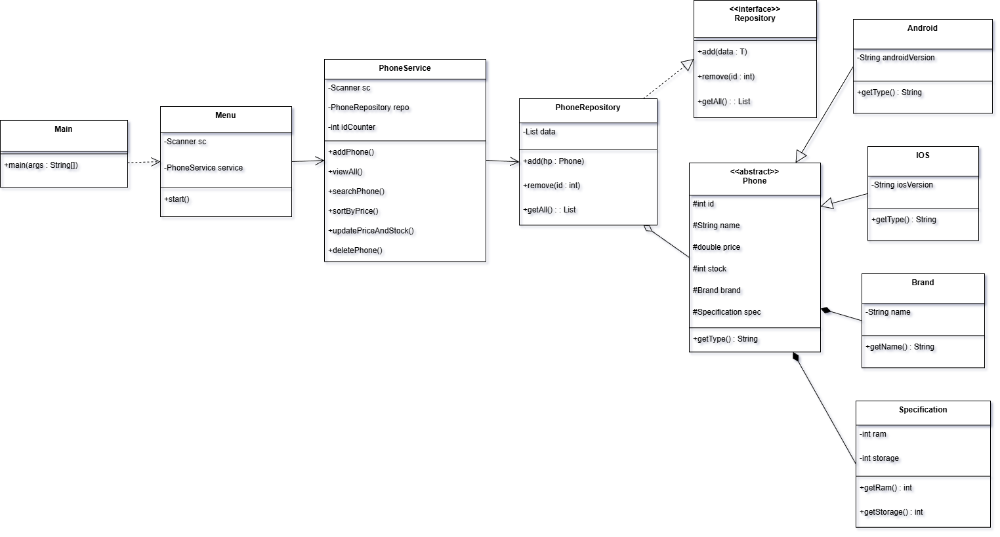 Main
+main(args : String[])
Menu
-Scanner sc
-PhoneService service
+start()
PhoneService
-Scanner sc
-PhoneRepository repo
-int idCounter
+addPhone()
+viewAll()
+searchPhone()
+sortByPrice()
+updatePriceAndStock()
+deletePhone()
PhoneRepository
-List data
+add(hp : Phone)
+remove(id : int)
+getAll() : : List
<<interface>>
Repository
+add(data : T)
+remove(id : int)
+getAll() : : List
<<abstract>>
Phone
#int id
#String name
#double price
#int stock
#Brand brand
#Specification spec
+getType() : String
Android
-String androidVersion
+getType() : String
IOS
-String iosVersion
+getType() : String
Brand
-String name
+getName() : String
Specification
-int ram
-int storage
+getRam() : int
+getStorage() : int